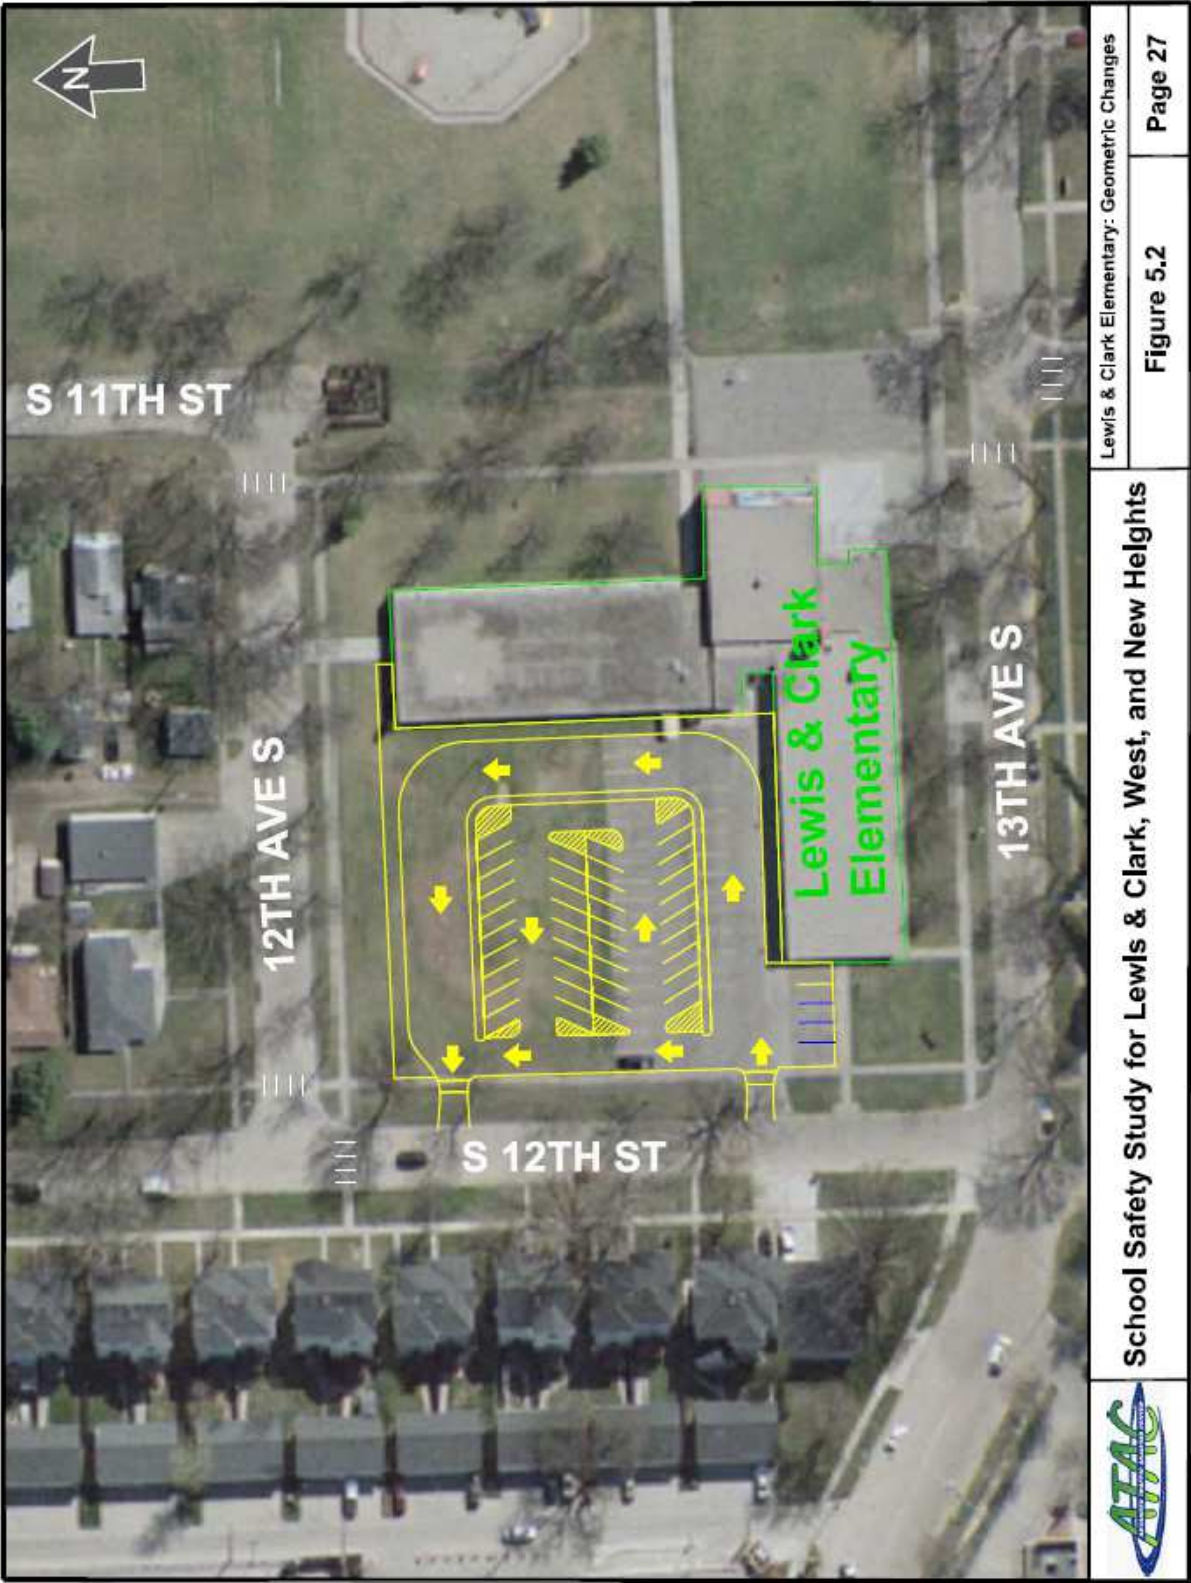 N
S 11TH ST
12TH AVE S
Lewis & Clark
Elementary
13TH AVE S
S 12TH ST
ATAC
School Safety Study for Lewis & Clark, West, and New Heights
Lewis & Clark Elementary: Geometric Changes
Figure 5.2
Page 27